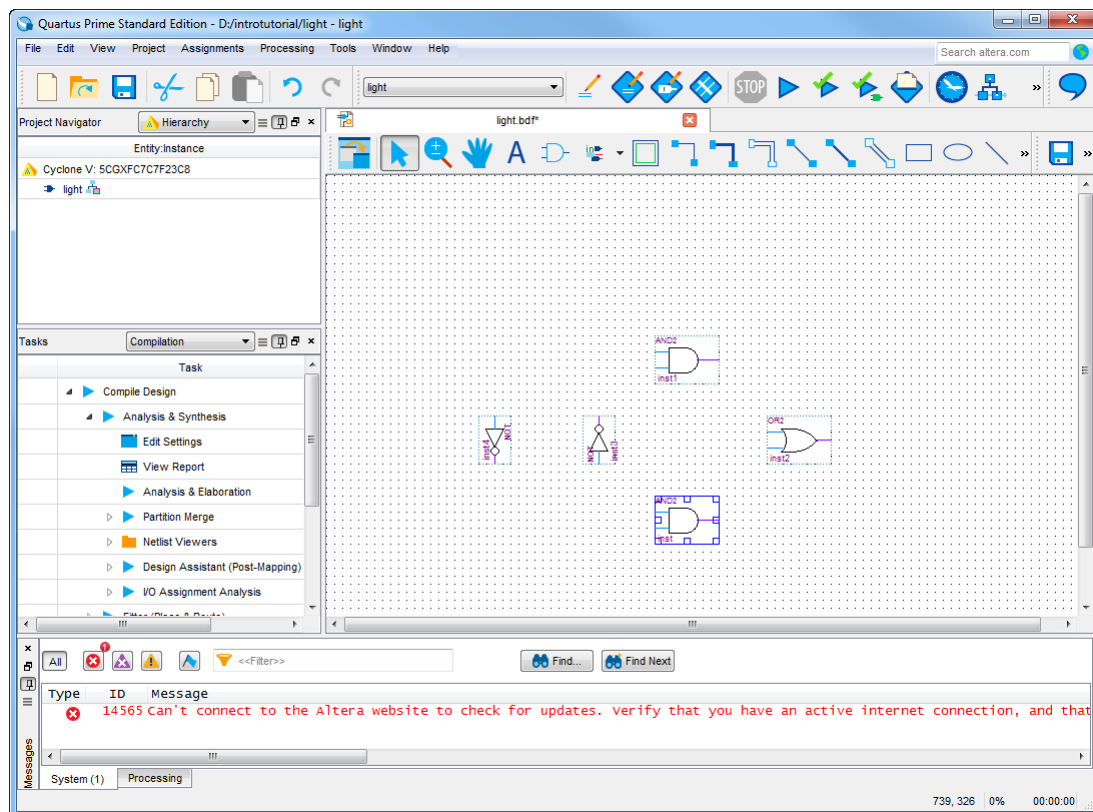 Quartus Prime Standard Edition - D:/introtutorial/light - light
File Edit View Project Assignments Processing Tools Window Help
Search altera.com
light
STOP
»
Project Navigator Hierarchy
light.bdf*
Entity:Instance
Cyclone V: 5CGXFC7C7F23C8
light
A
in
» »
Tasks Compilation
Task
Compile Design
Analysis & Synthesis
Edit Settings
View Report
Analysis & Elaboration
Partition Merge
Netlist Viewers
Design Assistant (Post-Mapping)
I/O Assignment Analysis
Fitter (Place & Route)
AND2
inst1
NOT
inst4
NOT
inst3
OR2
inst2
AND2
inst
Messages
All
1
<<Filter>>
Find...
Find Next
Type ID Message
14565 Can't connect to the Altera website to check for updates. Verify that you have an active internet connection, and that
System (1) Processing
739, 326 0% 00:00:00